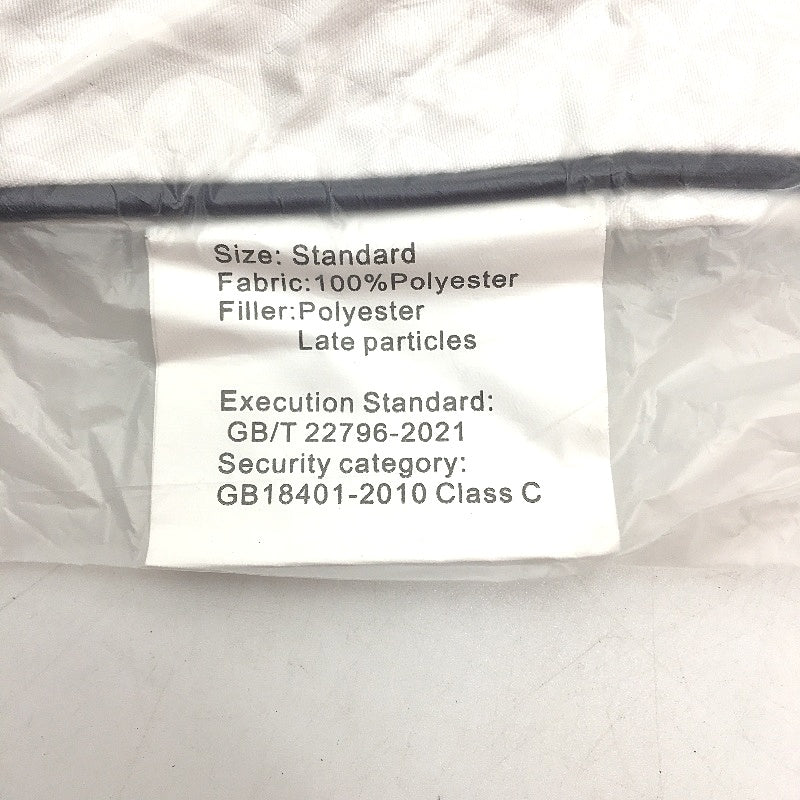 Size: Standard
Fabric:100%Polyester
Filler:Polyester
Late particles
Execution Standard:
GB/T 22796-2021
Security category:
GB18401-2010 Class C